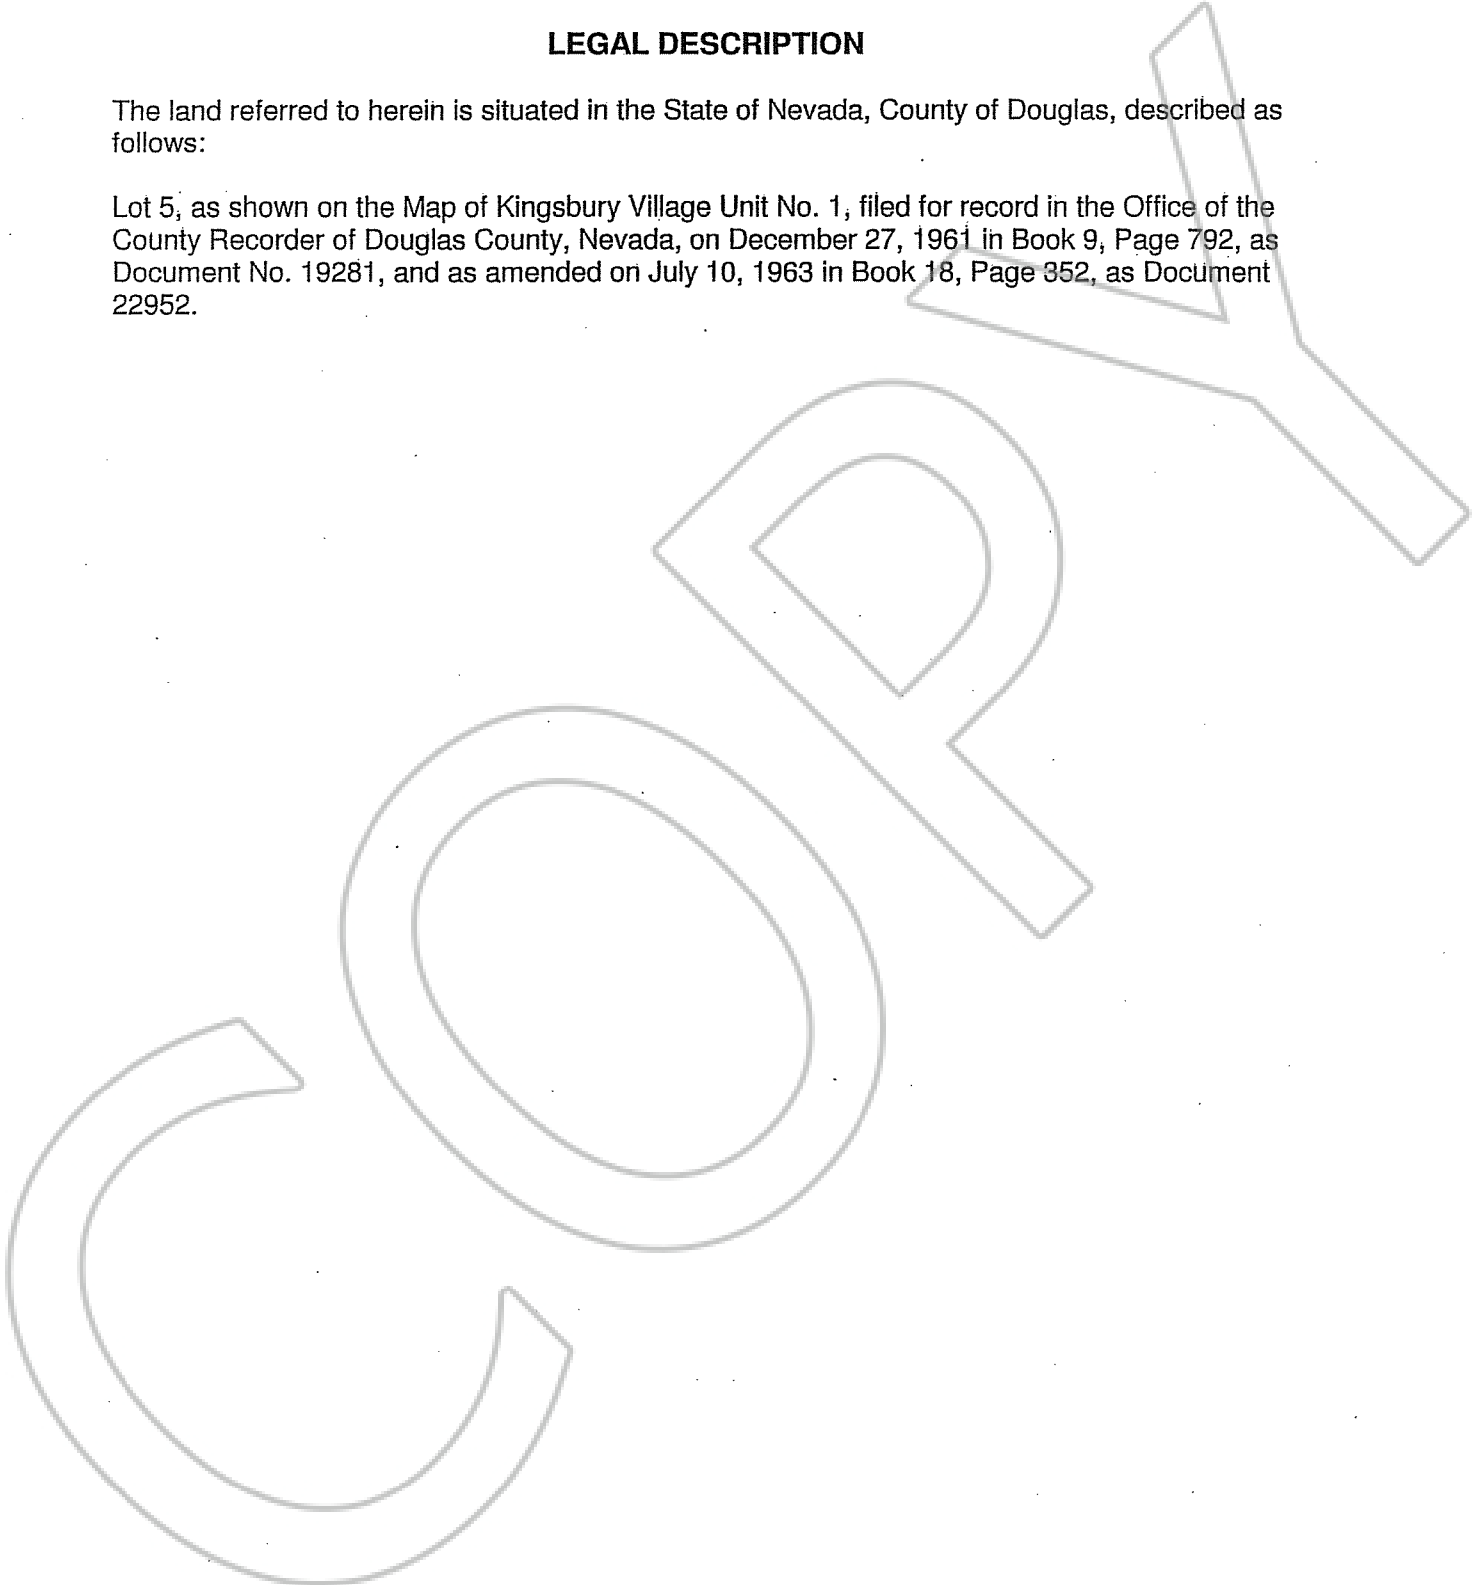 LEGAL DESCRIPTION
The land referred to herein is situated in the State of Nevada, County of Douglas, described as
follows:
Lot 5, as shown on the Map of Kingsbury Village Unit No. 1, filed for record in the Office of the
County Recorder of Douglas County, Nevada, on December 27, 1961 in Book 9, Page 792, as
Document No. 19281, and as amended on July 10, 1963 in Book 18, Page 352, as Document
22952.
COPY